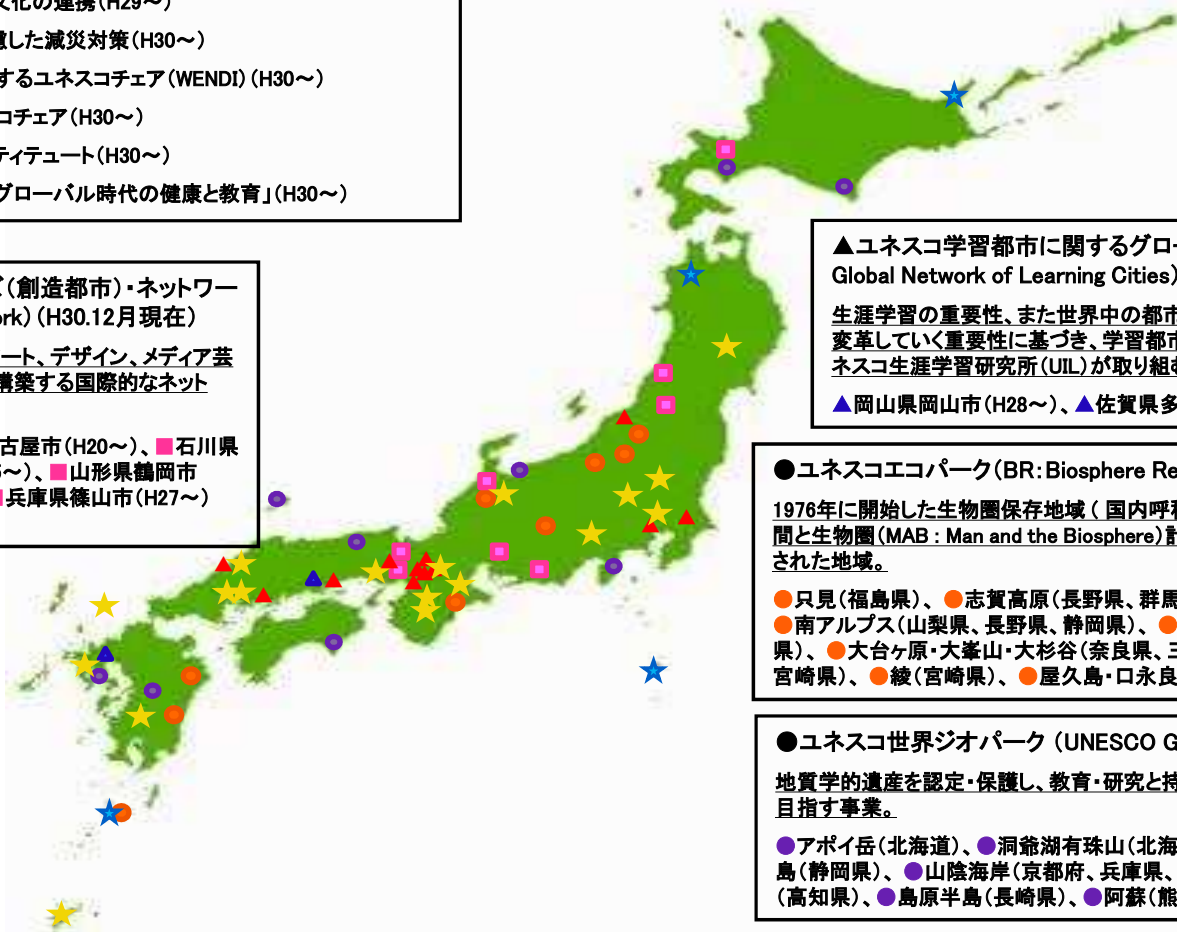 文化の連携（H29～）
慮した減災対策（H30～）
するユネスコチェア（WENDI）（H30～）
コチェア（H30～）
ティテュート（H30～）
グローバル時代の健康と教育」（H30～）
ズ（創造都市）・ネットワー
ork）（H30.12月現在）
ート、デザイン、メディア芸
構築する国際的なネット
古屋市（H20～）、■石川県
～）、■山形県鶴岡市
■兵庫県篠山市（H27～）
▲ユネスコ学習都市に関するグロー
Global Network of Learning Cities）
生涯学習の重要性、また世界中の都市
変革していく重要性に基づき、学習都市
ネスコ生涯学習研究所（UIL）が取り組む
▲岡山県岡山市（H28～）、▲佐賀県多
●ユネスコエコパーク（BR：Biosphere Re
1976年に開始した生物圏保存地域（ 国内呼称
間と生物圏（MAB : Man and the Biosphere）計
された地域。
●只見（福島県）、 ●志賀高原（長野県、群馬
●南アルプス（山梨県、長野県、静岡県）、 ●
県）、 ●大台ヶ原・大峯山・大杉谷（奈良県、三
宮崎県）、 ●綾（宮崎県）、 ●屋久島・口永良
●ユネスコ世界ジオパーク （UNESCO G
地質学的遺産を認定・保護し、教育・研究と持
目指す事業。
●アポイ岳（北海道）、●洞爺湖有珠山（北海
島（静岡県）、 ●山陰海岸（京都府、兵庫県、
（高知県）、●島原半島（長崎県）、●阿蘇（熊